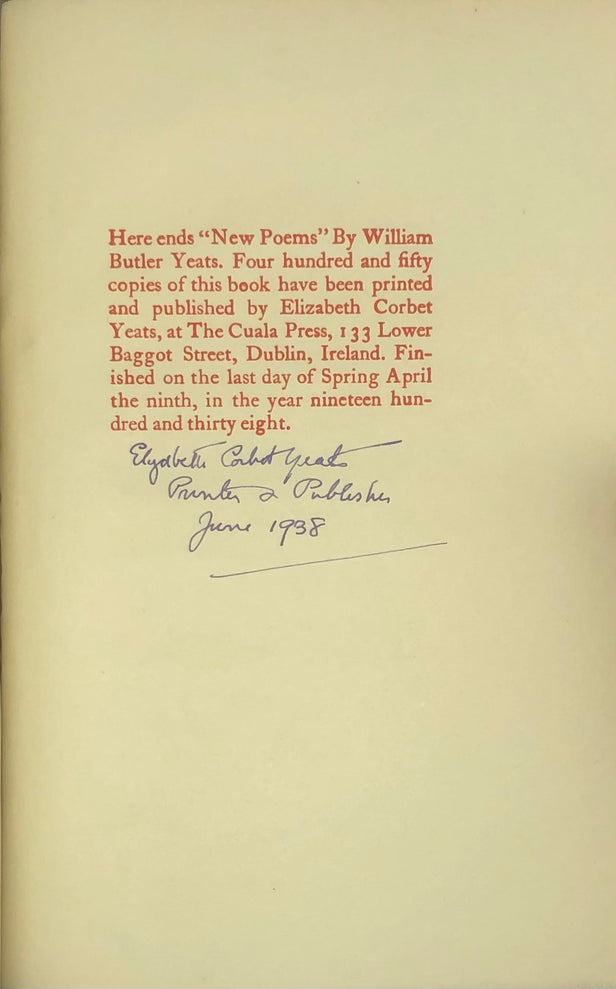 Here ends “New Poems” By William
Butler Yeats. Four hundred and fifty
copies of this book have been printed
and published by Elizabeth Corbet
Yeats, at The Cuala Press, 133 Lower
Baggot Street, Dublin, Ireland. Fin-
ished on the last day of Spring April
the ninth, in the year nineteen hun-
dred and thirty eight.
Elizabeth Corbet Yeats
Printer & Publisher
June 1938